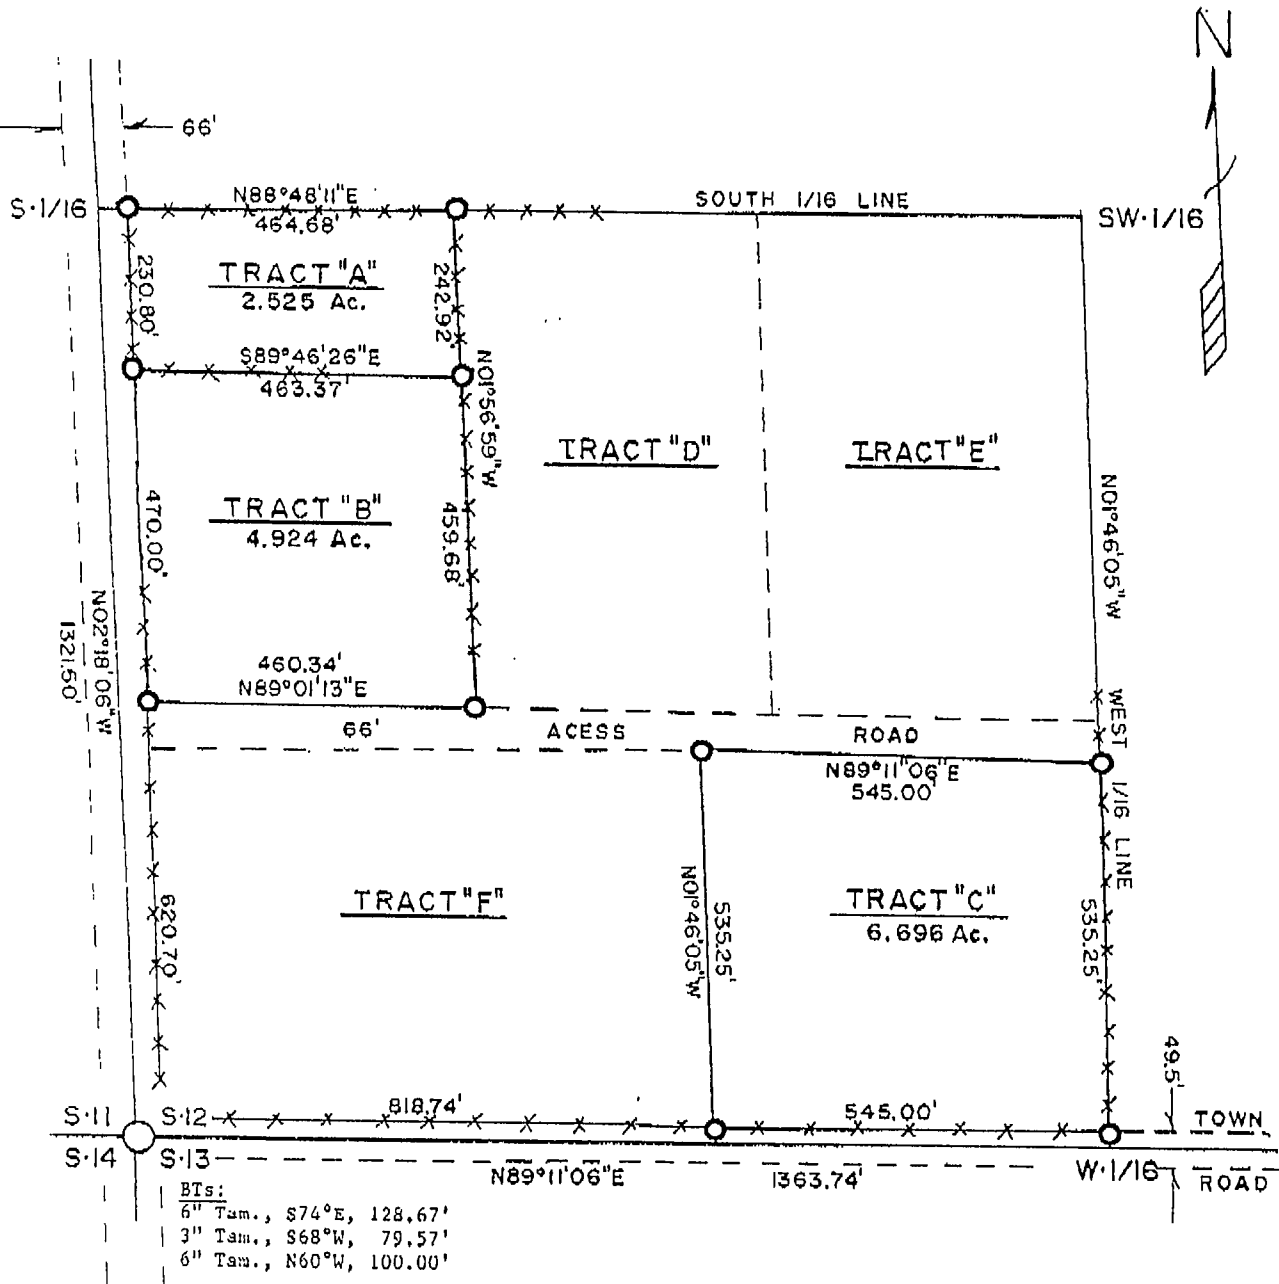 N
66'
S·1/16
N88°48'11"E
464.68'
SOUTH 1/16 LINE
SW·1/16
TRACT "A"
2.525 Ac.
230.80'
242.92'
S89°46'26"E
463.37'
N01°56'59"W
TRACT "D"
TRACT "E"
TRACT "B"
4.924 Ac.
470.00'
459.68'
N01°46'05"W
N02°18'06"W
1321.50'
460.34'
N89°01'13"E
66'
ACESS
ROAD
WEST 1/16 LINE
N89°11"06"E
545.00'
TRACT "F"
TRACT "C"
6.696 Ac.
N01°46'05"W
535.25'
535.25'
620.70'
49.5'
S·11
S·12
818.74'
545.00'
TOWN
S·14
S·13
N89°11'06"E
1363.74'
W·1/16
ROAD
BTs:
6" Tam., S74°E, 128.67'
3" Tam., S68°W, 79.57'
6" Tam., N60°W, 100.00'